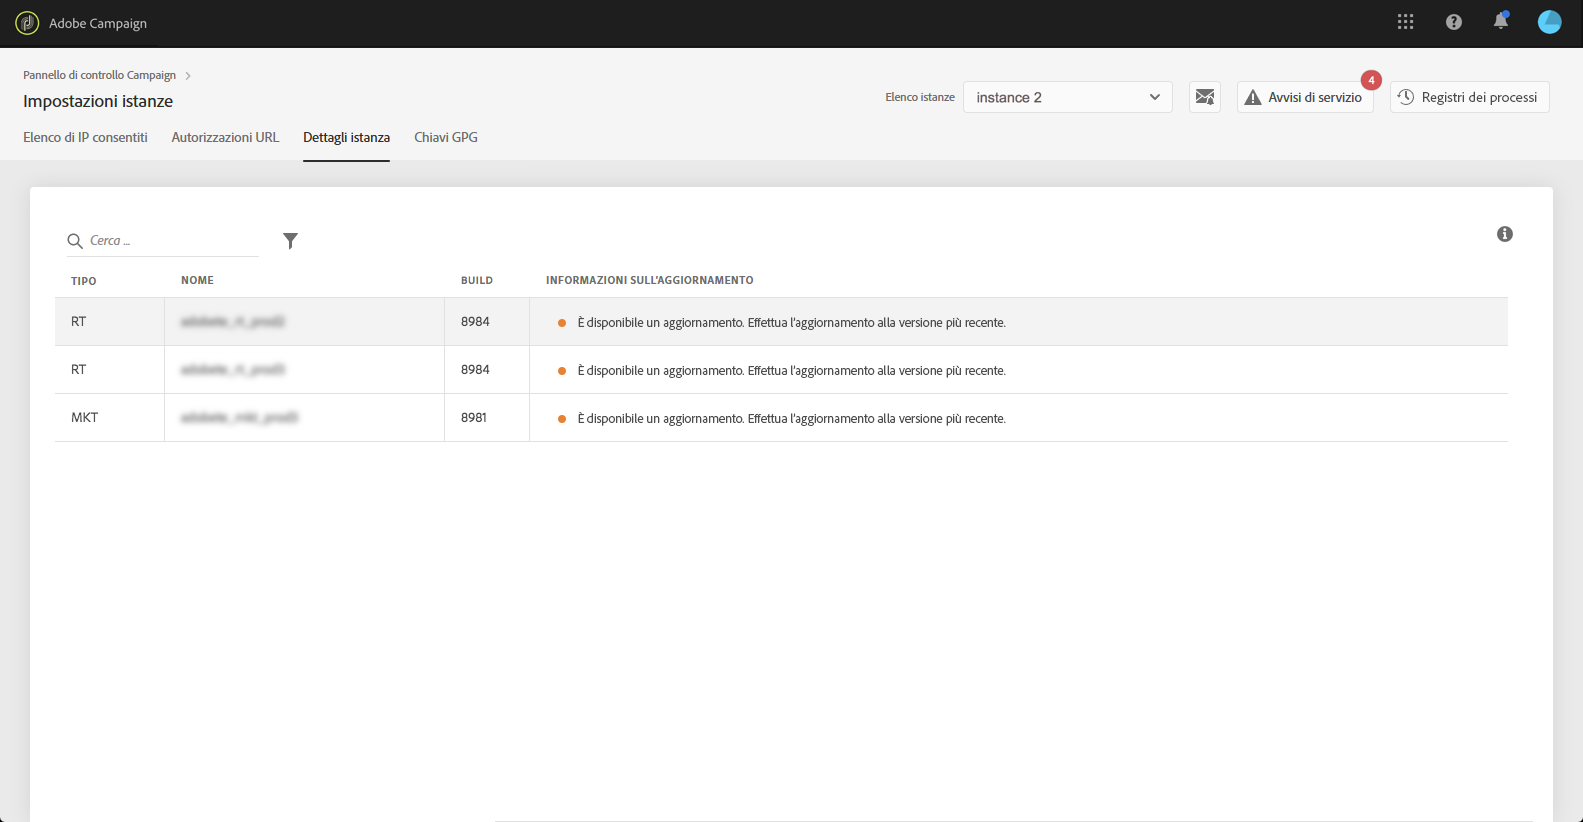 Adobe Campaign
Pannello di controllo Campaign
Impostazioni istanze
Elenco istanze
instance 2
Avvisi di servizio
4
Registri dei processi
Elenco di IP consentiti
Autorizzazioni URL
Dettagli istanza
Chiavi GPG
Cerca ...
TIPO
NOME
BUILD
INFORMAZIONI SULL'AGGIORNAMENTO
RT
8984
È disponibile un aggiornamento. Effettua l'aggiornamento alla versione più recente.
RT
8984
È disponibile un aggiornamento. Effettua l'aggiornamento alla versione più recente.
MKT
8981
È disponibile un aggiornamento. Effettua l'aggiornamento alla versione più recente.